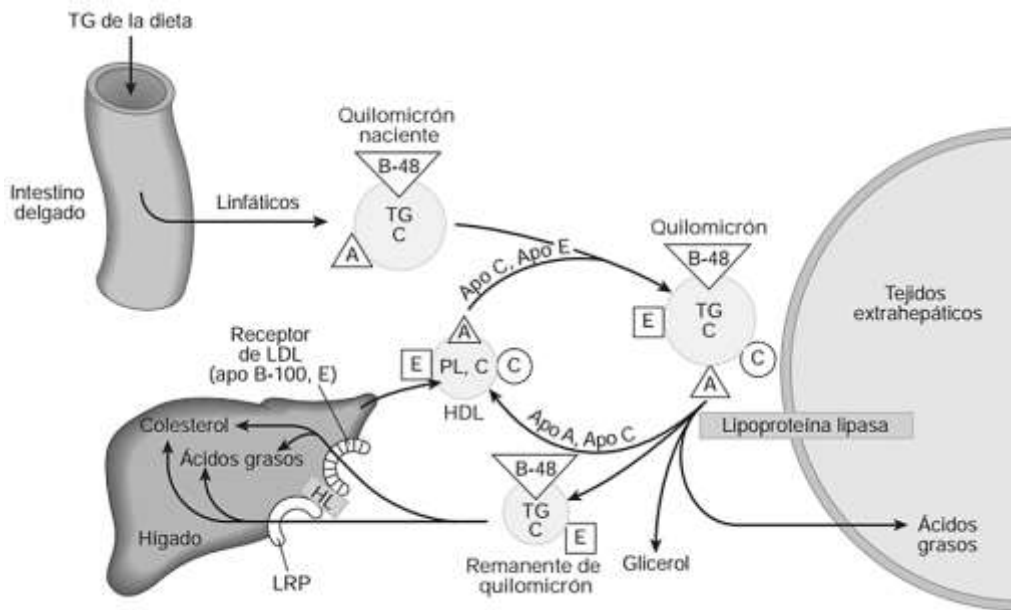 TG de la dieta
Intestino
delgado
Linfáticos
Quilomicrón
naciente
B-48
TG
C
A
Apo C, Apo E
Quilomicrón
B-48
TG
C
E
C
A
Tejidos
extrahepáticos
Lipoproteína lipasa
Receptor
de LDL
(apo B-100, E)
A
E
PL, C
C
HDL
Apo A, Apo C
Colesterol
Ácidos grasos
HL
Hígado
LRP
B-48
TG
C
E
Remanente de
quilomicrón
Glicerol
Ácidos
grasos